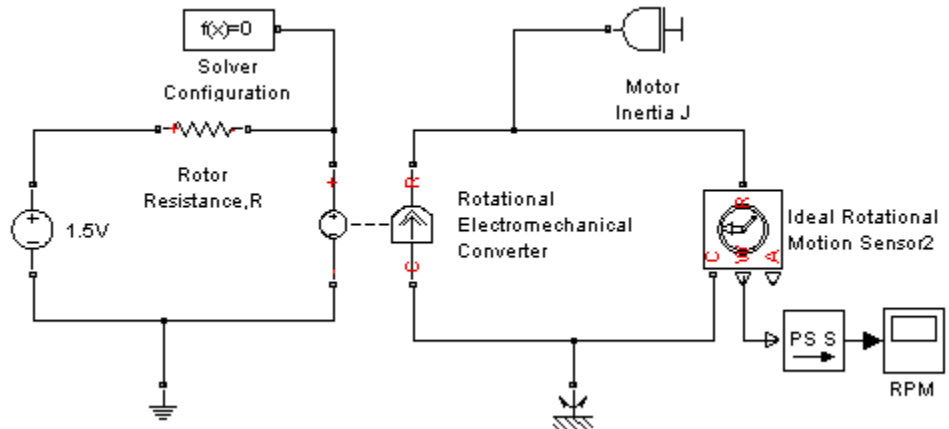 f(x)=0
Solver
Configuration
Motor
Inertia J
+
-
Rotor
Resistance,R
+
-
1.5V
+
-
R
C
Rotational
Electromechanical
Converter
R
C
W
A
Ideal Rotational
Motion Sensor2
PS S
RPM